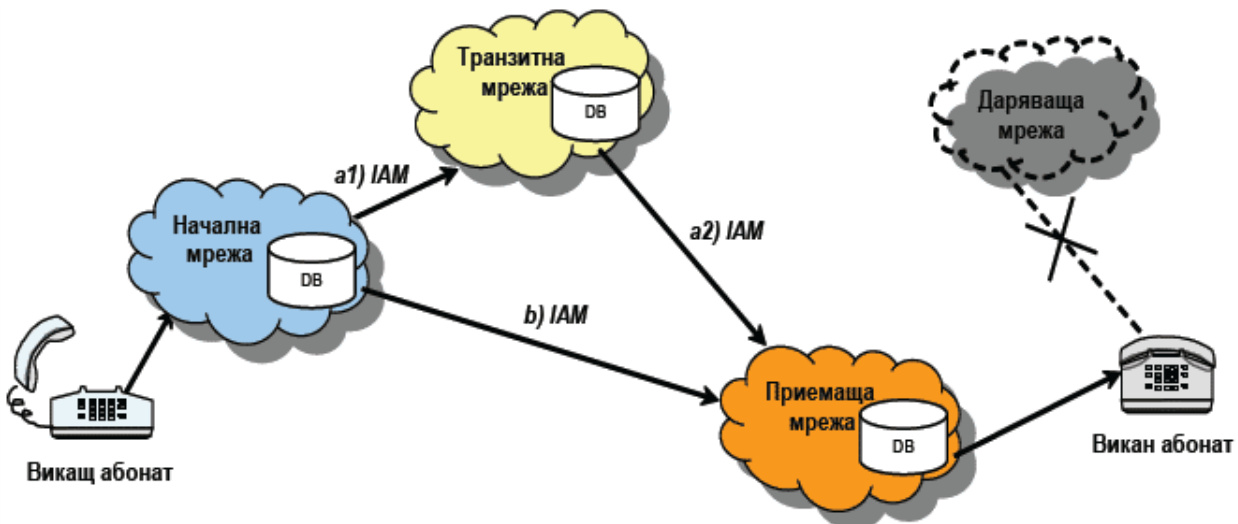 Транзитна
мрежа
DB
Даряваща
мрежа
a1) IAM
Начална
мрежа
DB
a2) IAM
b) IAM
Приемаща
мрежа
DB
Викащ абонат
Викан абонат